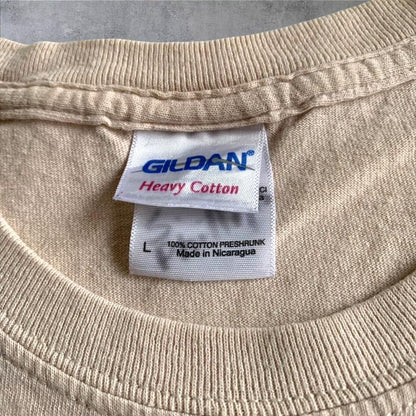 GILDAN®
Heavy Cotton
L
100% COTTON PRESHRUNK
Made in Nicaragua